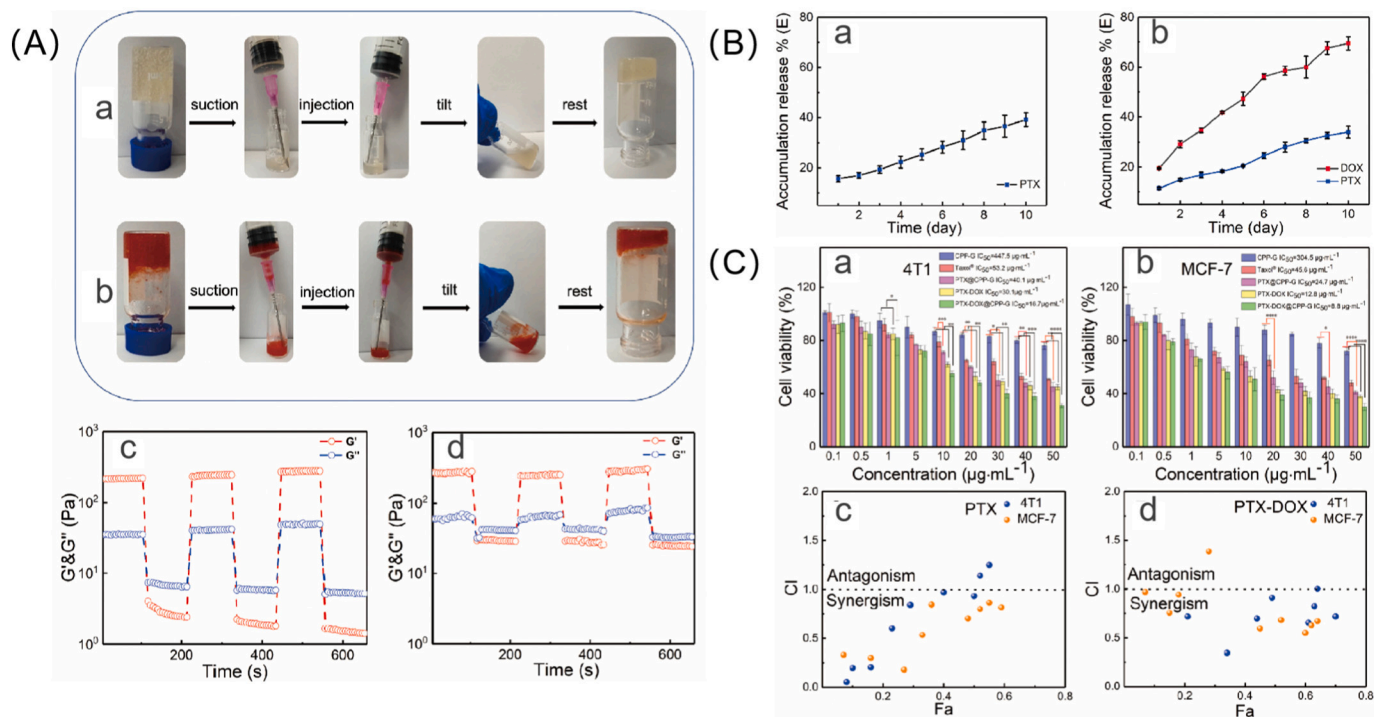 (A)
a
suction
injection
tilt
rest
b
suction
injection
tilt
rest
c
G'
G''
G'&G'' (Pa)
10³
10²
10¹
10⁰
200
400
600
Time (s)
d
G'
G''
G'&G'' (Pa)
10³
10²
10¹
10⁰
200
400
600
Time (s)
(B)
a
Accumulation release % (E)
80
60
40
20
PTX
2
4
6
8
10
Time (day)
b
Accumulation release % (E)
80
60
40
20
DOX
PTX
2
4
6
8
10
Time (day)
(C)
a
4T1
CPP-G IC₅₀=447.5 µg·mL⁻¹
Taxol® IC₅₀=53.2 µg·mL⁻¹
PTX@CPP-G IC₅₀=40.1 µg·mL⁻¹
PTX-DOX IC₅₀=30.1µg·mL⁻¹
PTX-DOX@CPP-G IC₅₀=16.7µg·mL⁻¹
Cell viability (%)
120
80
40
0
0.1
0.5
1
5
10
20
30
40
50
Concentration (µg·mL⁻¹)
b
MCF-7
CPP-G IC₅₀=304.5 µg·mL⁻¹
Taxol® IC₅₀=45.6 µg·mL⁻¹
PTX@CPP-G IC₅₀=24.7 µg·mL⁻¹
PTX-DOX IC₅₀=12.8 µg·mL⁻¹
PTX-DOX@CPP-G IC₅₀=8.8 µg·mL⁻¹
Cell viability (%)
120
80
40
0
0.1
0.5
1
5
10
20
30
40
50
Concentration (µg·mL⁻¹)
c
PTX
4T1
MCF-7
Antagonism
Synergism
CI
2.0
1.5
1.0
0.5
0.0
0.0
0.2
0.4
0.6
0.8
Fa
d
PTX-DOX
4T1
MCF-7
Antagonism
Synergism
CI
2.0
1.5
1.0
0.5
0.0
0.0
0.2
0.4
0.6
0.8
Fa